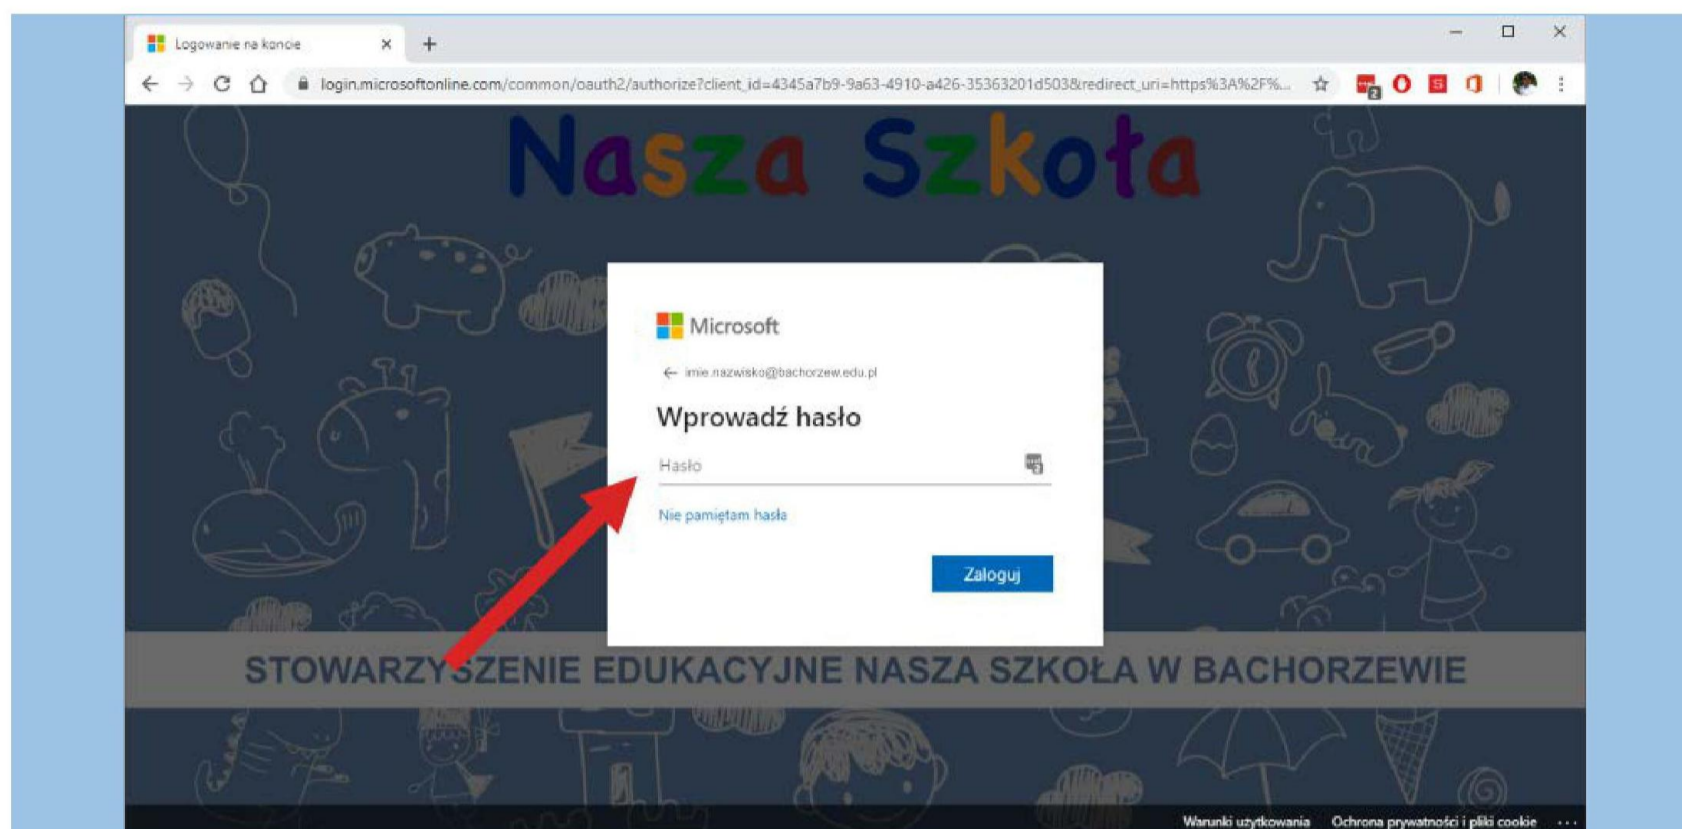 Logowanie na koncie
login.microsoftonline.com/common/oauth2/authorize?client_id=4345a7b9-9a63-4910-a426-35363201d503&redirect_uri=https%3A%2F%...
2
Nasza Szkoła
Microsoft
imie.nazwisko@bachorzew.edu.pl
Wprowadź hasło
Hasło
2
Nie pamiętam hasła
Zaloguj
STOWARZYSZENIE EDUKACYJNE NASZA SZKOŁA W BACHORZEWIE
Warunki użytkowania Ochrona prywatności i pliki cookie ...